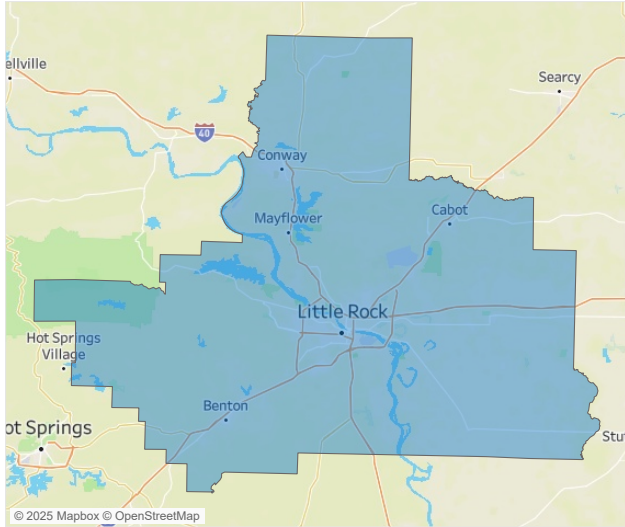 ellville
Searcy
40
Conway
Cabot
Mayflower
Little Rock
Hot Springs
Village
Benton
ot Springs
Stu
© 2025 Mapbox © OpenStreetMap